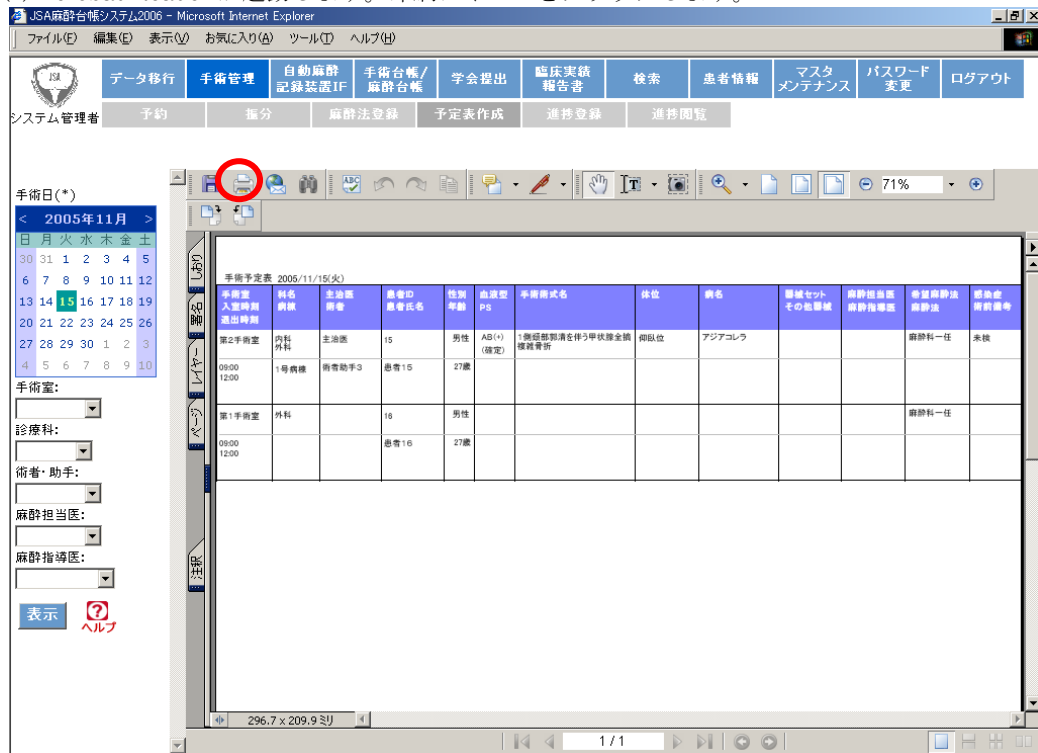 JSA麻酔台帳システム2006 - Microsoft Internet Explorer
ファイル(F) 編集(E) 表示(V) お気に入り(A) ツール(T) ヘルプ(H)
JSA
システム管理者
データ移行 手術管理 自動麻酔記録装置IF 手術台帳/麻酔台帳 学会提出 臨床実績報告書 検索 患者情報 マスタメンテナンス パスワード変更 ログアウト
予約 振分 麻酔法登録 予定表作成 進捗登録 進捗閲覧
手術日(*)
< 2005年11月 >
日 月 火 水 木 金 土
30 31 1 2 3 4 5
6 7 8 9 10 11 12
13 14 15 16 17 18 19
20 21 22 23 24 25 26
27 28 29 30 1 2 3
4 5 6 7 8 9 10
手術室:
診療科:
術者・助手:
麻酔担当医:
麻酔指導医:
表示
?
ヘルプ
71%
しおり
署名
レイヤー
ページ
注釈
手術予定表 2005/11/15(火)
手術室 科名 主治医 患者ID 性別 血液型 手術術式名 体位 病名 器械セット 麻酔担当医 希望麻酔法 感染症
入室時刻 病棟 術者 患者氏名 年齢 PS その他器械 麻酔指導医 麻酔法 術前備考
退出時刻
第2手術室 内科 主治医 15 男性 AB(+) 1側頸部郭清を伴う甲状腺全摘 仰臥位 アジアコレラ 麻酔科一任 未検
外科 (確定) 複雑骨折
09:00 1号病棟 術者助手3 患者15 27歳
12:00
第1手術室 外科 16 男性 麻酔科一任
09:00 患者16 27歳
12:00
296.7 x 209.9 ミリ
1 / 1